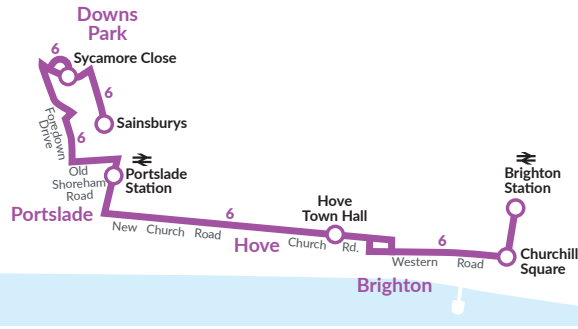 Downs
Park
6
Sycamore Close
6
Sainsburys
Foredown
Drive
6
Old
Shoreham
Road
Portslade
Station
Brighton
Station
Portslade
6
New Church Road
Hove
Town Hall
Hove
Church Rd.
6
Western Road
Churchill
Square
Brighton